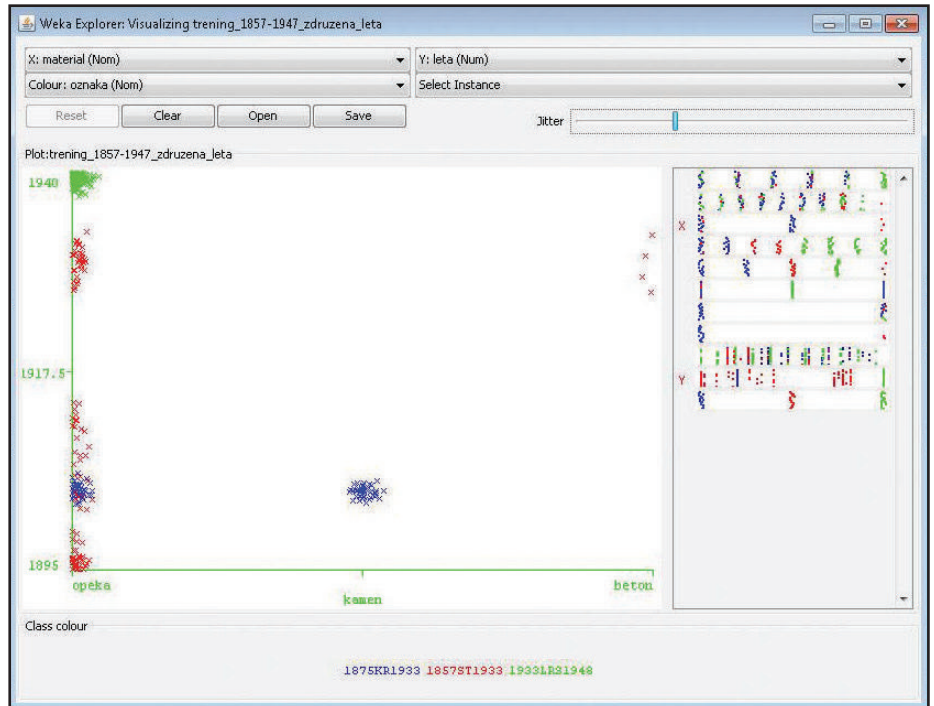 Weka Explorer: Visualizing trening_1857-1947_zdruzena_leta
X: material (Nom) Y: leta (Num)
Colour: oznaka (Nom) Select Instance
Reset Clear Open Save Jitter
Plot:trening_1857-1947_zdruzena_leta
1940
X
1917.5
Y
1895
opeka kamen beton
Class colour
1875KR1933 1857ST1933 1933LRS1948